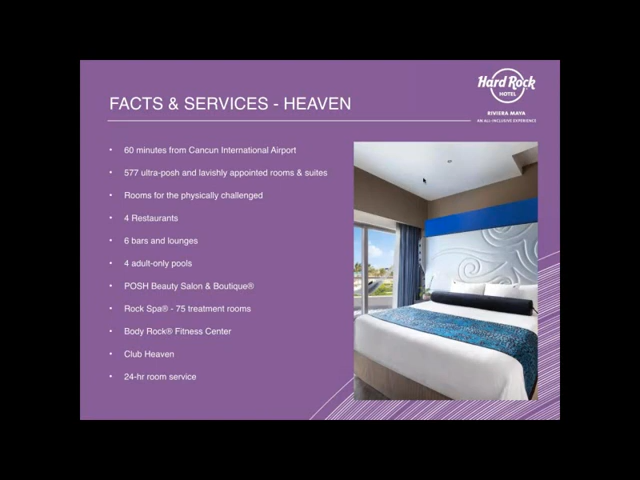 Hard Rock
HOTEL
RIVIERA MAYA
AN ALL-INCLUSIVE EXPERIENCE
FACTS & SERVICES - HEAVEN
• 60 minutes from Cancun International Airport
• 577 ultra-posh and lavishly appointed rooms & suites
• Rooms for the physically challenged
• 4 Restaurants
• 6 bars and lounges
• 4 adult-only pools
• POSH Beauty Salon & Boutique®
• Rock Spa® - 75 treatment rooms
• Body Rock® Fitness Center
• Club Heaven
• 24-hr room service